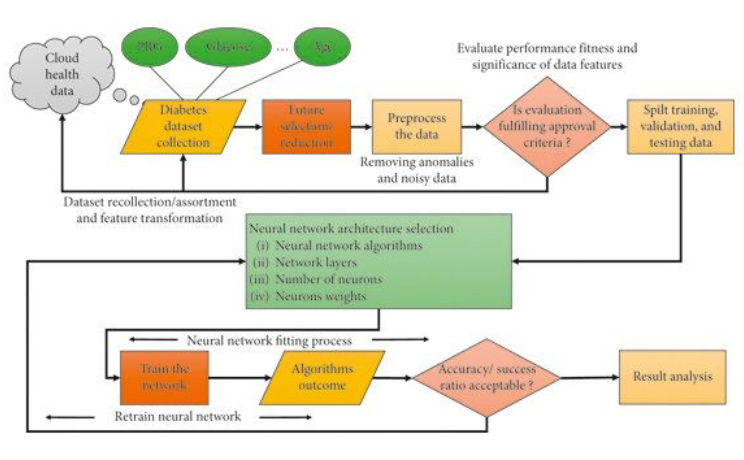 Cloud
health
data
PRG
Glucose
...
Age
Evaluate performance fitness and
significance of data features
Diabetes
dataset
collection
Future
selection/
reduction
Preprocess
the data
Is evaluation
fulfilling approval
criteria ?
Spilt training,
validation, and
testing data
Removing anomalies
and noisy data
Dataset recollection/assortment
and feature transformation
Neural network architecture selection
(i) Neural network algorithms
(ii) Network layers
(iii) Number of neurons
(iv) Neurons weights
Neural network fitting process
Train the
network
Algorithms
outcome
Accuracy/ success
ratio acceptable ?
Result analysis
Retrain neural network